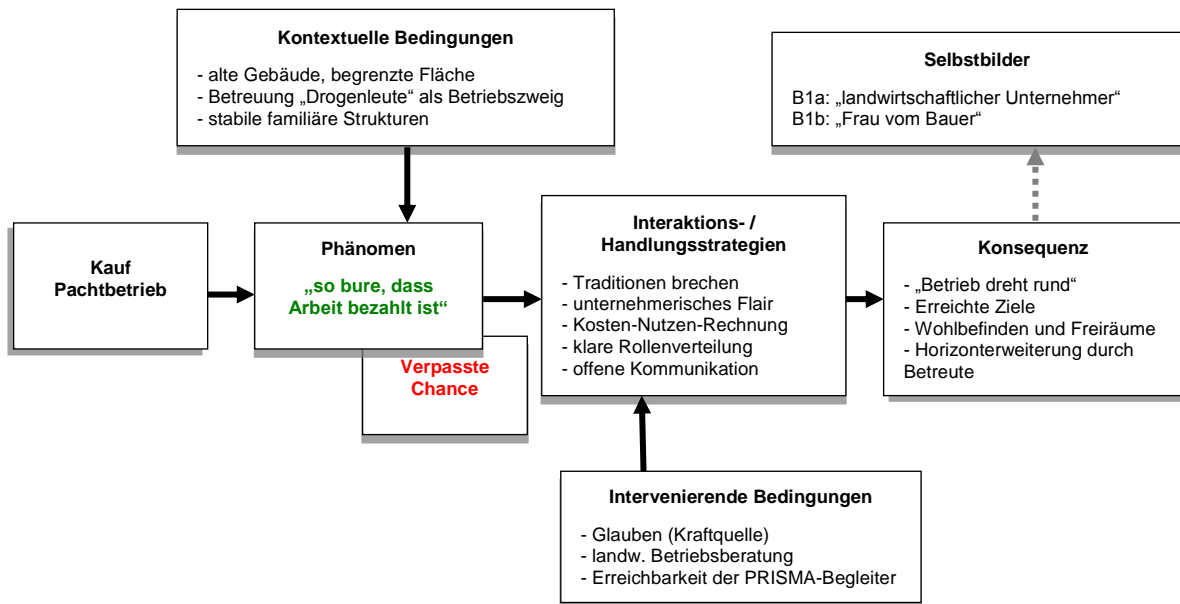 Kontextuelle Bedingungen
- alte Gebäude, begrenzte Fläche
- Betreuung „Drogenleute“ als Betriebszweig
- stabile familiäre Strukturen
Selbstbilder
B1a: „landwirtschaftlicher Unternehmer“
B1b: „Frau vom Bauer“
Kauf
Pachtbetrieb
Phänomen
„so bure, dass
Arbeit bezahlt ist“
Verpasste
Chance
Interaktions- /
Handlungsstrategien
- Traditionen brechen
- unternehmerisches Flair
- Kosten-Nutzen-Rechnung
- klare Rollenverteilung
- offene Kommunikation
Konsequenz
- „Betrieb dreht rund“
- Erreichte Ziele
- Wohlbefinden und Freiräume
- Horizonterweiterung durch
Betreute
Intervenierende Bedingungen
- Glauben (Kraftquelle)
- landw. Betriebsberatung
- Erreichbarkeit der PRISMA-Begleiter